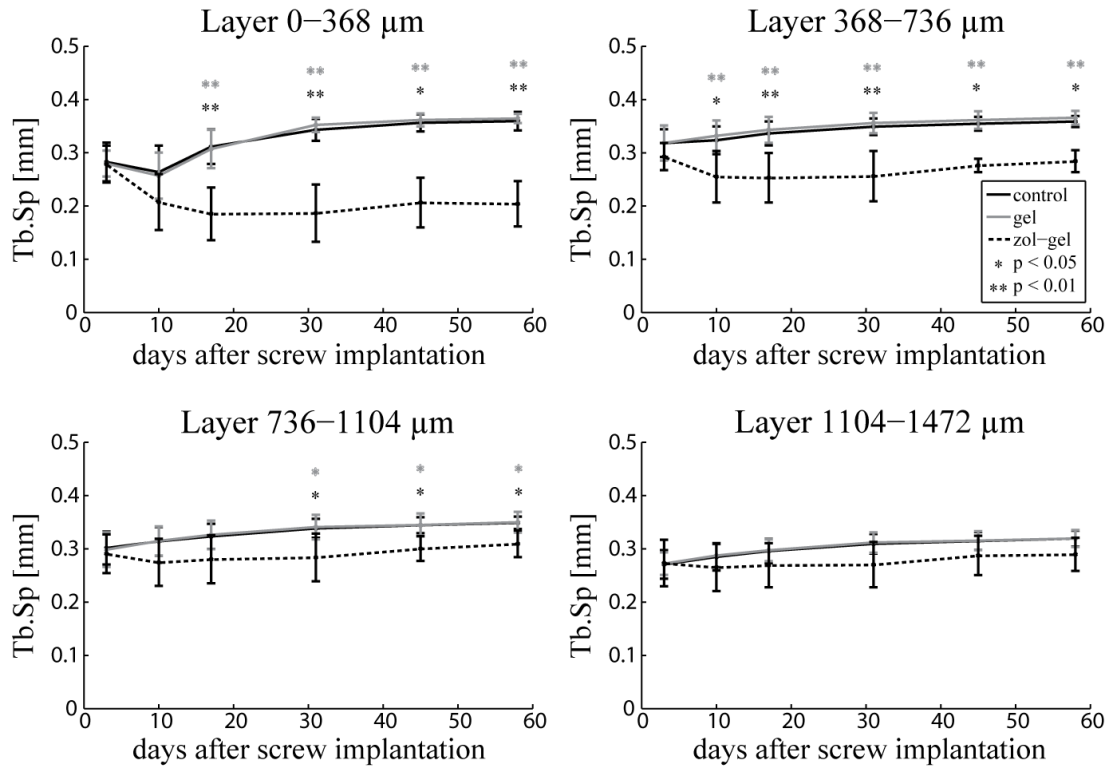 Layer 0−368 µm
** ** ** **
** ** * **
Tb.Sp [mm]
0.5
0.4
0.3
0.2
0.1
0
0 10 20 30 40 50 60
days after screw implantation
Layer 368−736 µm
** ** ** ** **
* ** ** * *
Tb.Sp [mm]
0.5
0.4
0.3
0.2
0.1
0
control
gel
zol−gel
* p < 0.05
** p < 0.01
0 10 20 30 40 50 60
days after screw implantation
Layer 736−1104 µm
* * *
* * *
Tb.Sp [mm]
0.5
0.4
0.3
0.2
0.1
0
0 10 20 30 40 50 60
days after screw implantation
Layer 1104−1472 µm
Tb.Sp [mm]
0.5
0.4
0.3
0.2
0.1
0
0 10 20 30 40 50 60
days after screw implantation